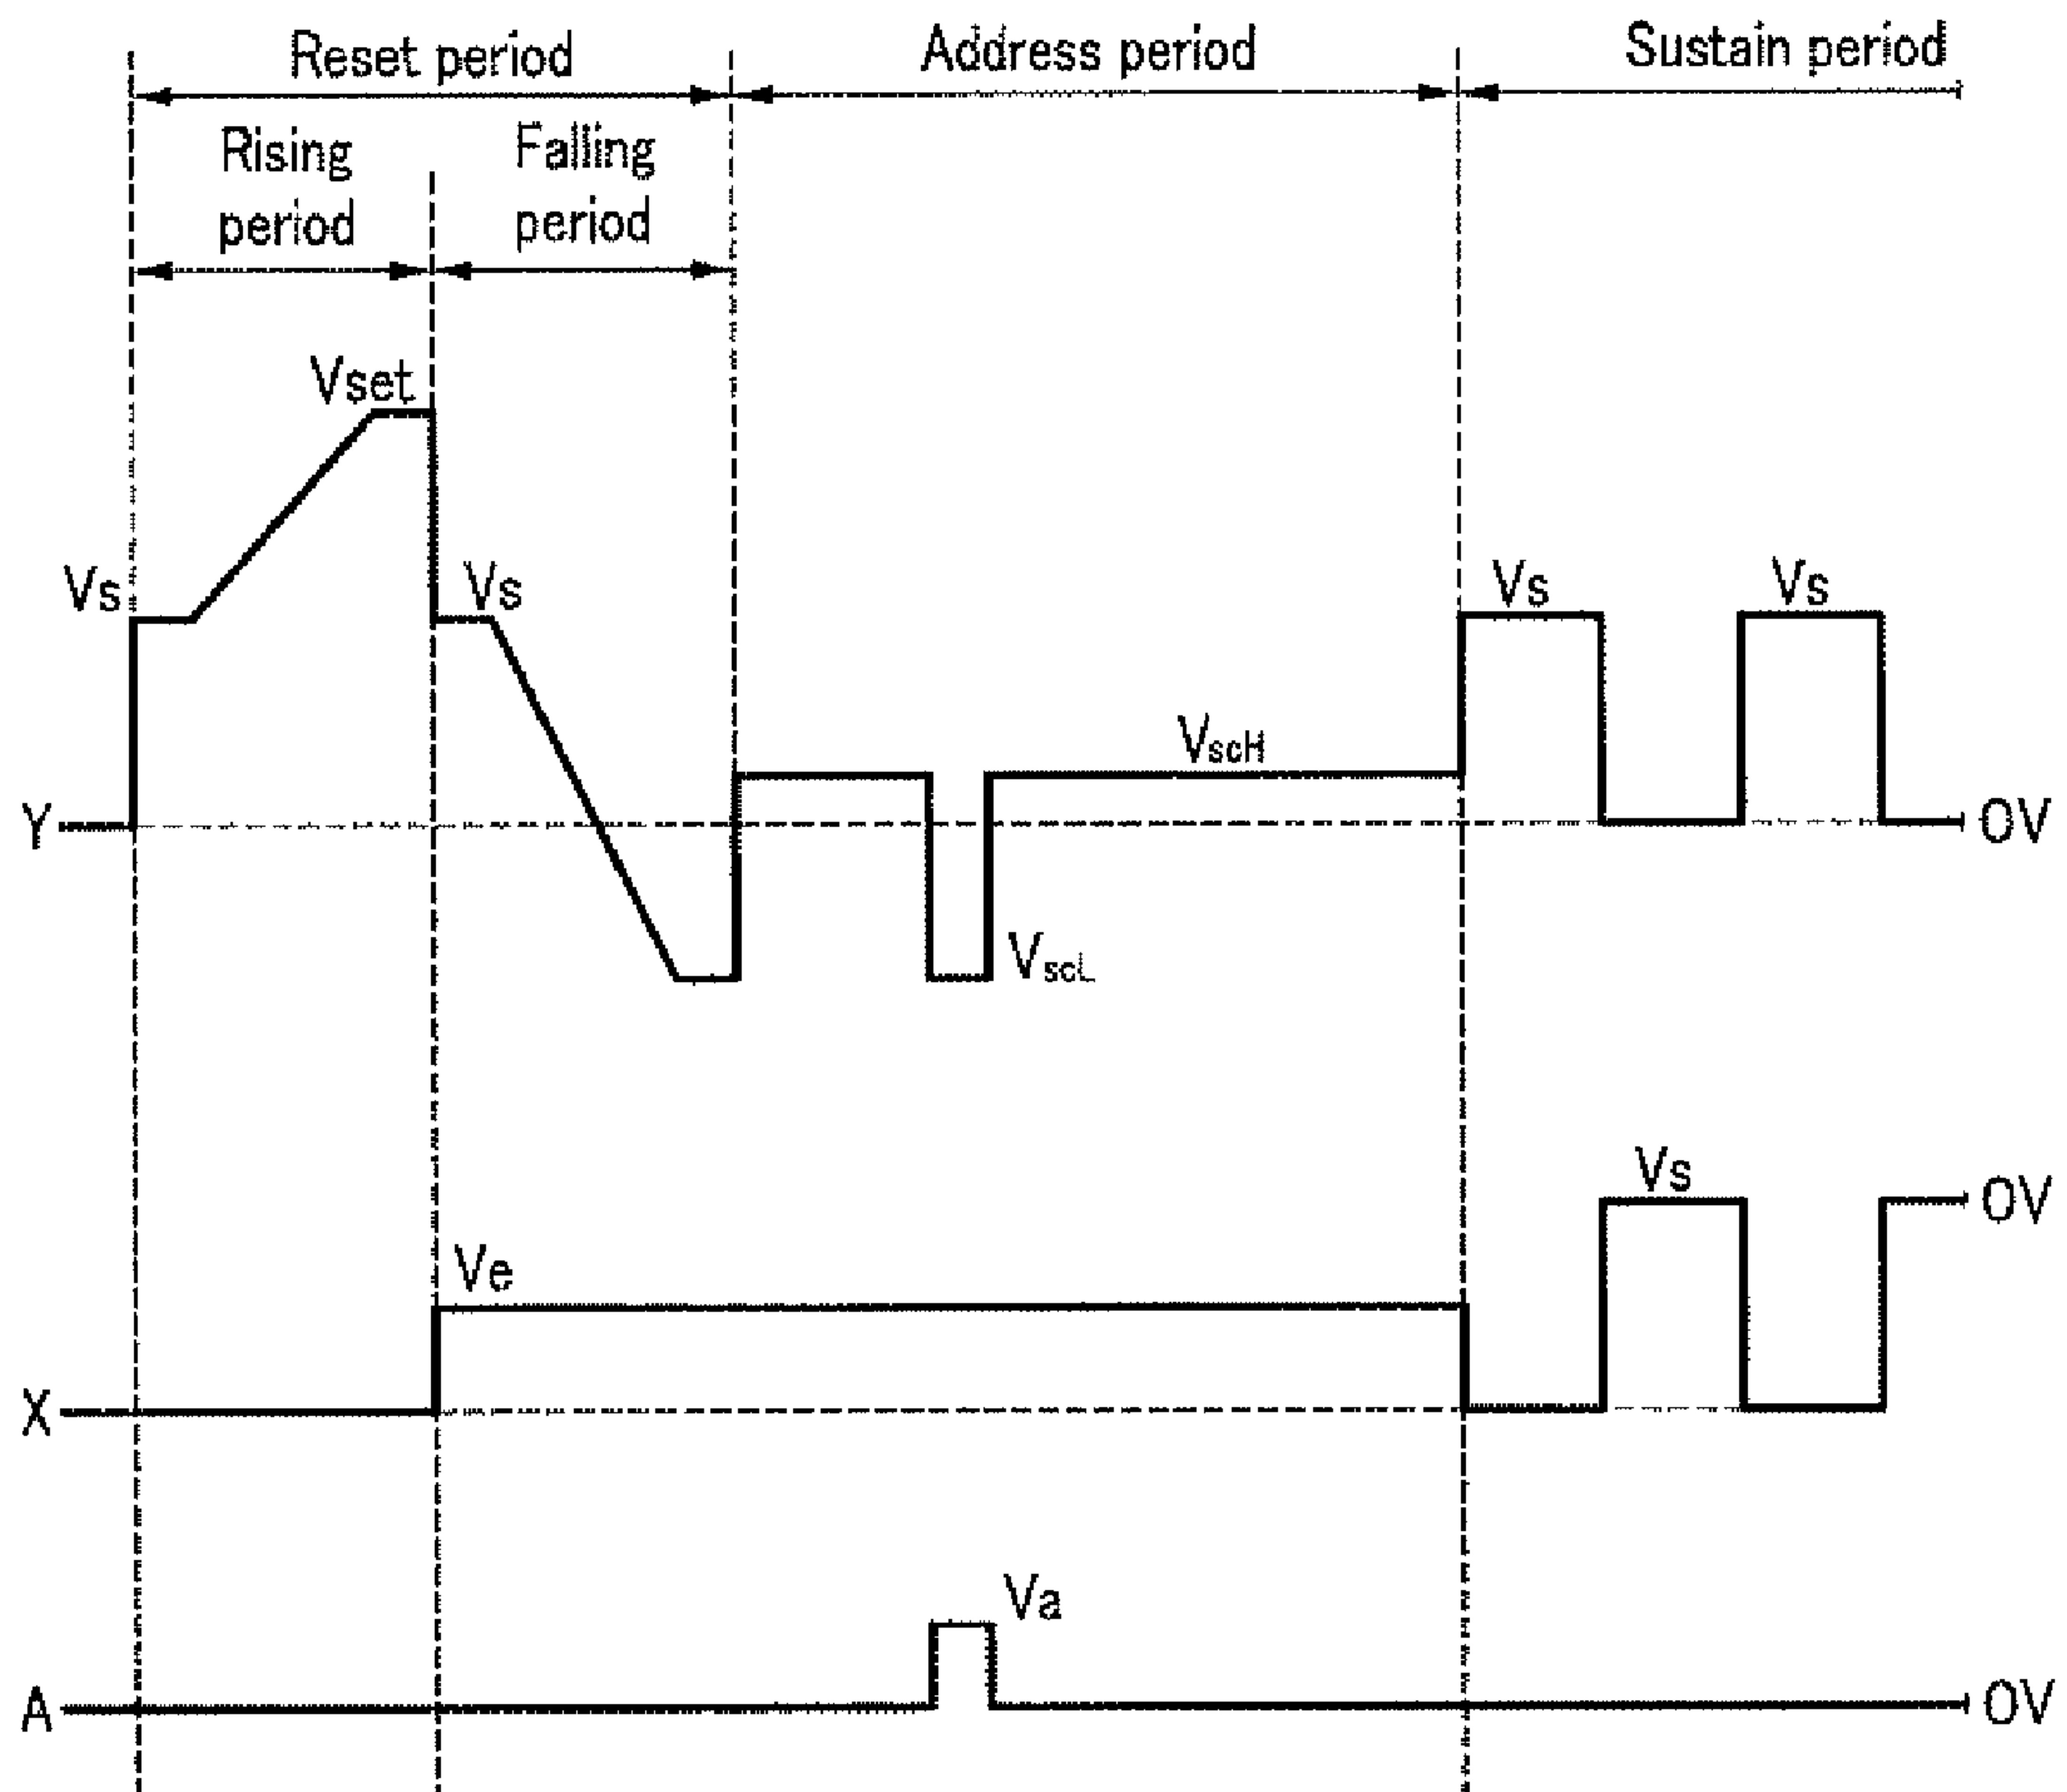 Reset period
Address period
Sustain period
Rising
period
Falling
period
Vset
Vs
Vs
Vs
Vs
VscH
Y
0V
VscL
Vs
0V
Ve
X
Va
A
0V